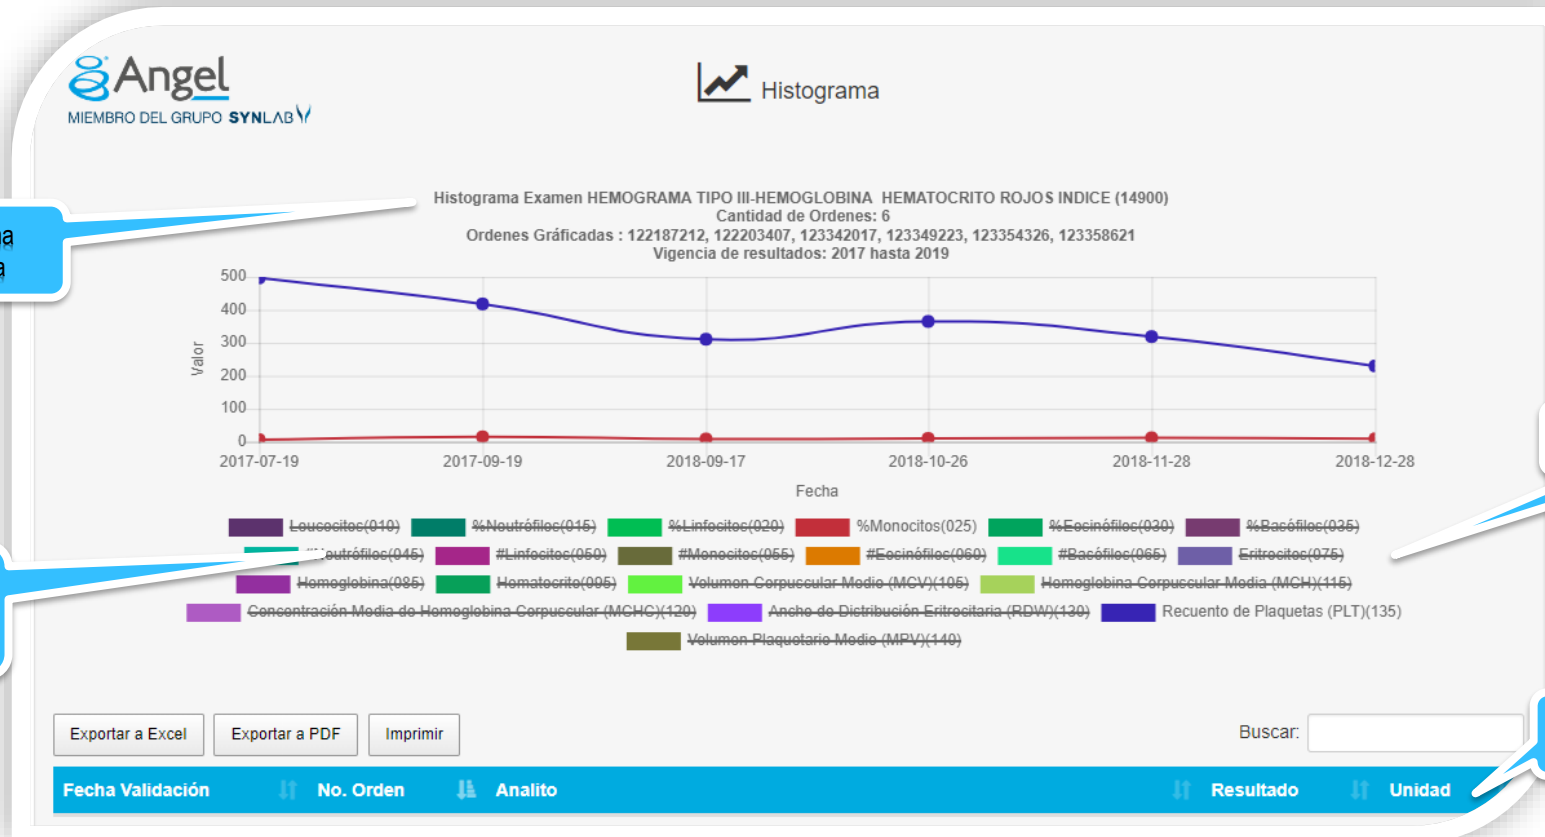 Angel
MIEMBRO DEL GRUPO SYNLAB
Histograma
Histograma Examen HEMOGRAMA TIPO III-HEMOGLOBINA HEMATOCRITO ROJOS INDICE (14900)
Cantidad de Ordenes: 6
Ordenes Gráficadas : 122187212, 122203407, 123342017, 123349223, 123354326, 123358621
Vigencia de resultados: 2017 hasta 2019
500
400
300
200
100
0
Valor
2017-07-19 2017-09-19 2018-09-17 2018-10-26 2018-11-28 2018-12-28
Fecha
Leucocitos(010) %Neutrófilos(015) %Linfocitos(020) %Monocitos(025) %Eosinófilos(030) %Basófilos(035)
#Neutrófilos(045) #Linfocitos(050) #Monocitos(055) #Eosinófilos(060) #Basófilos(065) Eritrocitos(075)
Hemoglobina(085) Hematocrito(095) Volumen Corpuscular Medio (MCV)(105) Hemoglobina Corpuscular Media (MCH)(115)
Concentración Media de Hemoglobina Corpuscular (MCHC)(120) Ancho de Distribución Eritrocitaria (RDW)(130) Recuento de Plaquetas (PLT)(135)
Volumen Plaquetario Medio (MPV)(140)
Exportar a Excel Exportar a PDF Imprimir Buscar:
Fecha Validación No. Orden Analito Resultado Unidad